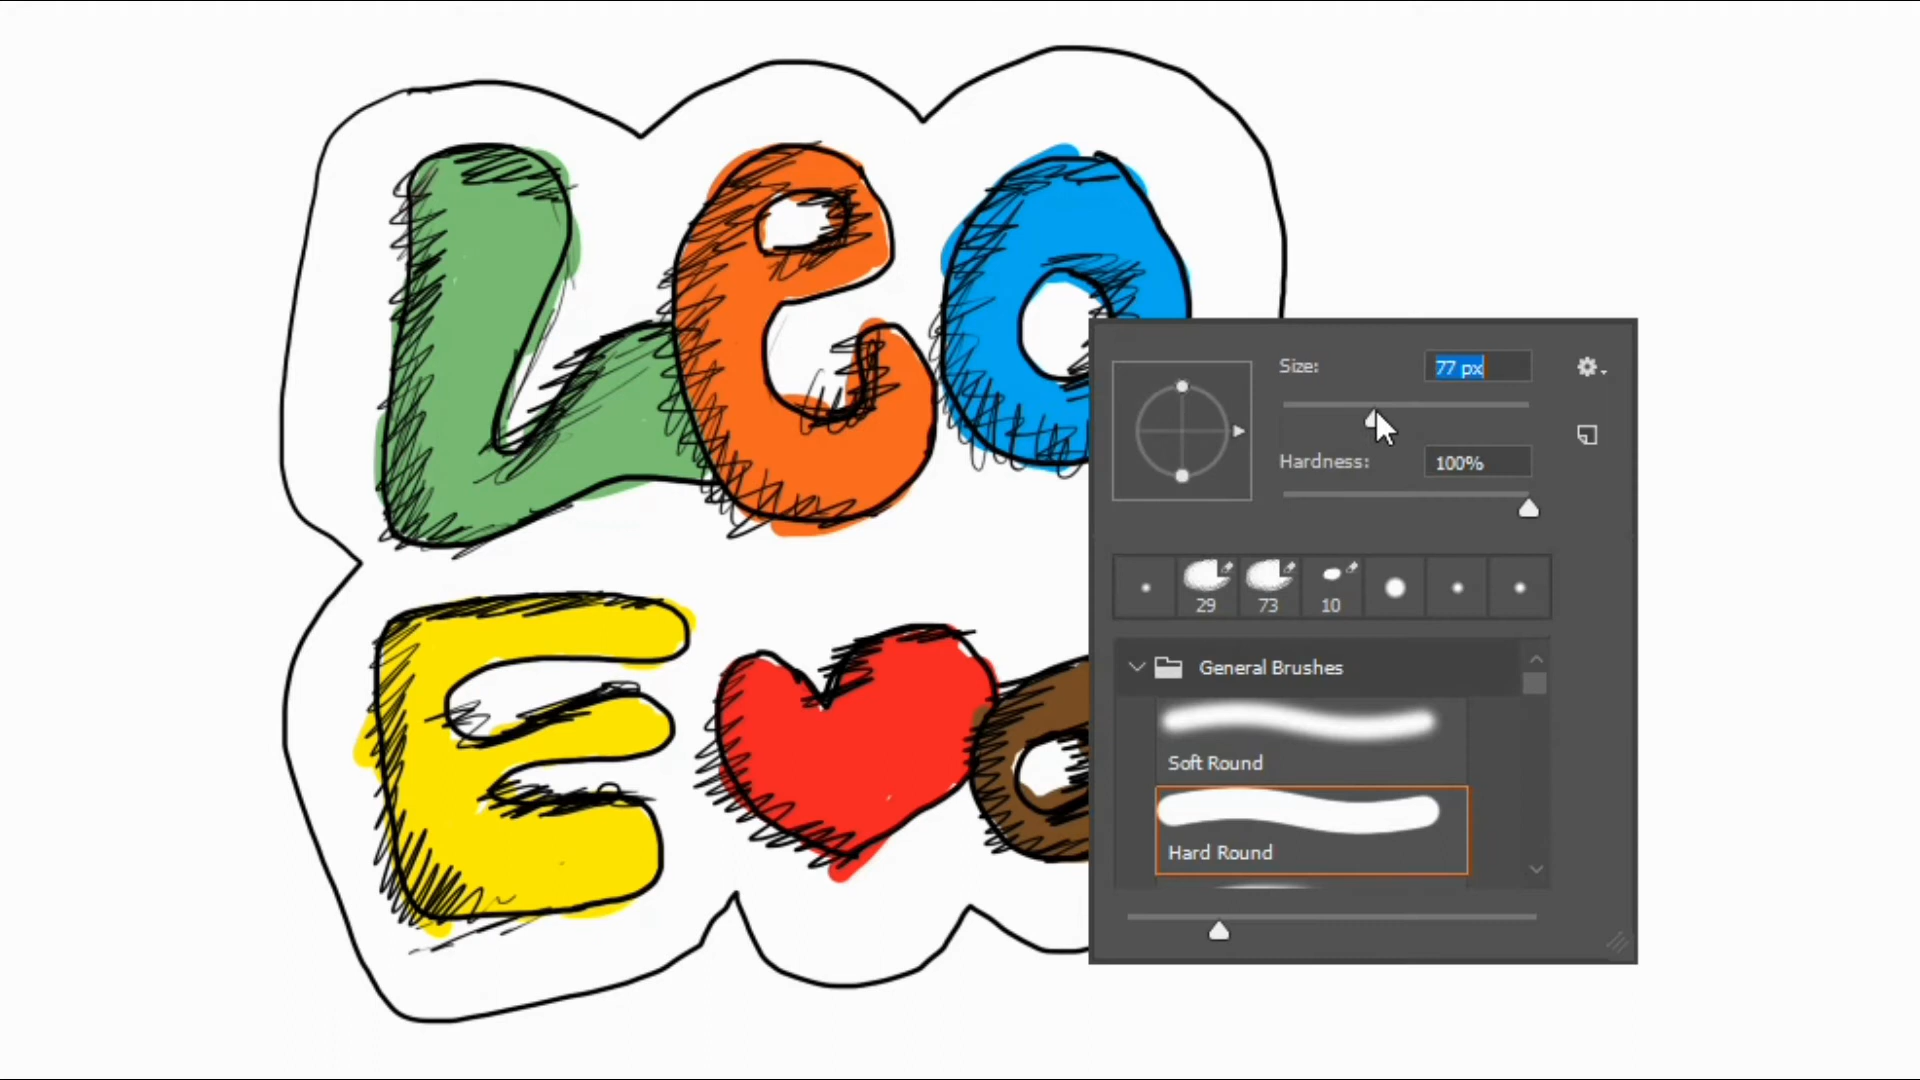 Leo
E
Size:
77 px
Hardness:
100%
29
73
10
General Brushes
Soft Round
Hard Round